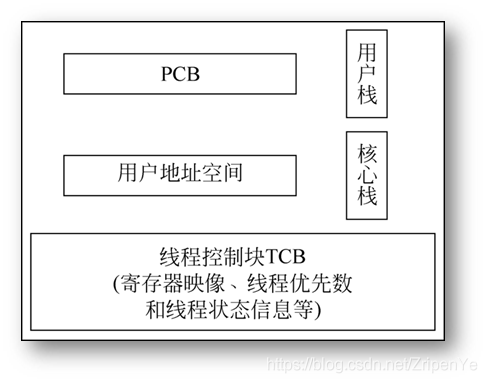 PCB
用户栈
用户地址空间
核心栈
线程控制块TCB
(寄存器映像、线程优先数
和线程状态信息等)
https://blog.csdn.net/ZripenYe